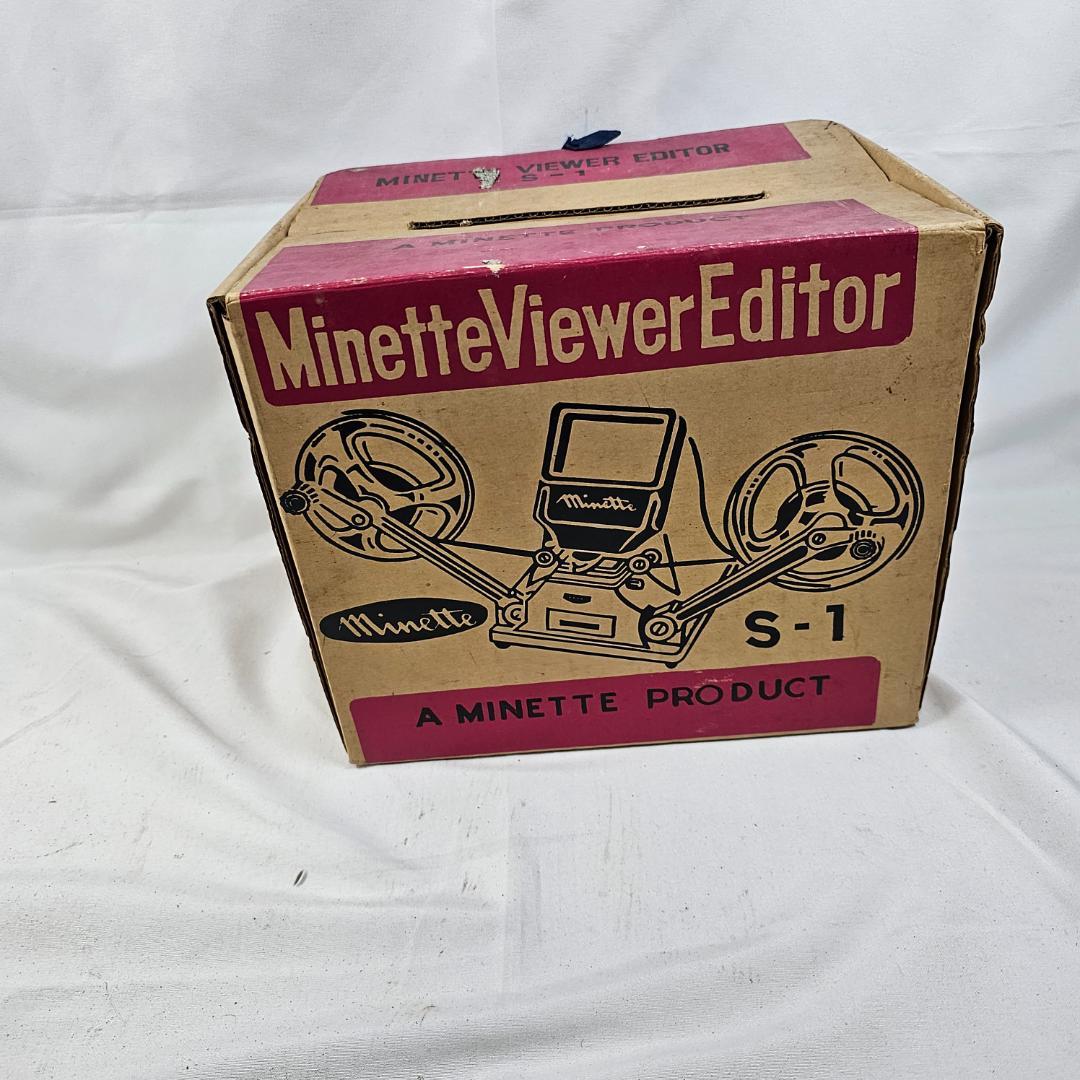 MINETTE VIEWER EDITOR
S-1
A MINETTE PRODUCT
MinetteViewerEditor
Minette
Minette
S-1
A MINETTE PRODUCT